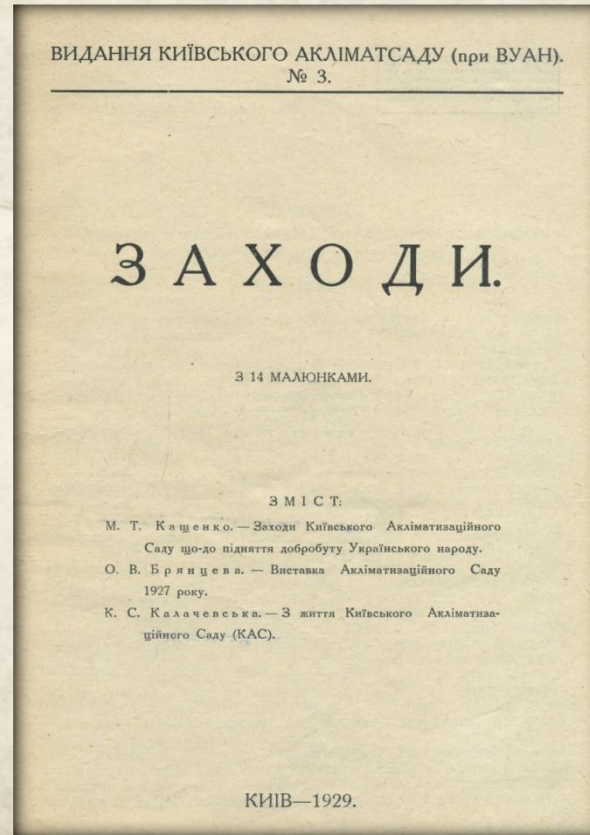 ВИДАННЯ КИЇВСЬКОГО АКЛІМАТСАДУ (при ВУАН).
№ 3.
ЗАХОДИ.
З 14 МАЛЮНКАМИ.
ЗМІСТ:
М. Т. Кащенко. — Заходи Київського Акліматизаційного
Саду що-до підняття добробуту Українського народу.
О. В. Брянцева. — Виставка Акліматизаційного Саду
1927 року.
К. С. Калачевська. — З життя Київського Акліматиза-
ційного Саду (КАС).
КИЇВ—1929.